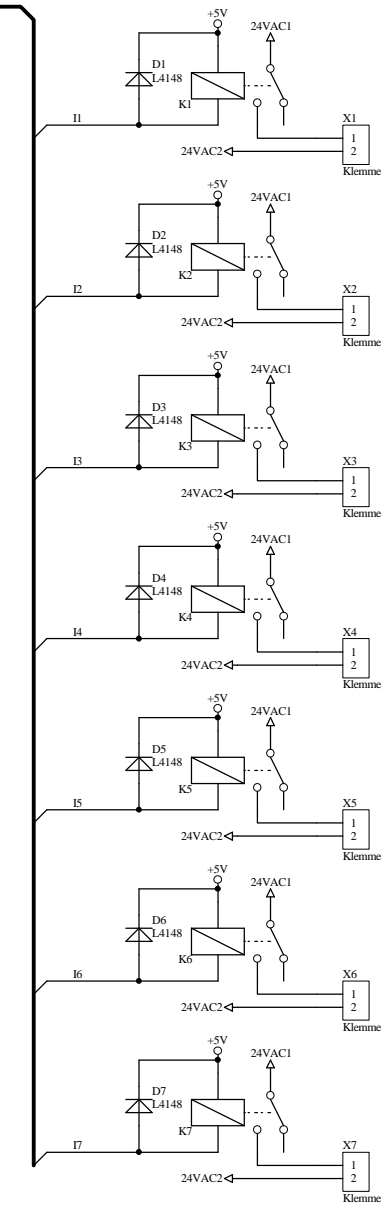 +5V
24VAC1
D1
L4148
K1
I1
X1
1
24VAC2
2
Klemme
+5V
24VAC1
D2
L4148
K2
I2
X2
1
24VAC2
2
Klemme
+5V
24VAC1
D3
L4148
K3
I3
X3
1
24VAC2
2
Klemme
+5V
24VAC1
D4
L4148
K4
I4
X4
1
24VAC2
2
Klemme
+5V
24VAC1
D5
L4148
K5
I5
X5
1
24VAC2
2
Klemme
+5V
24VAC1
D6
L4148
K6
I6
X6
1
24VAC2
2
Klemme
+5V
24VAC1
D7
L4148
K7
I7
X7
1
24VAC2
2
Klemme